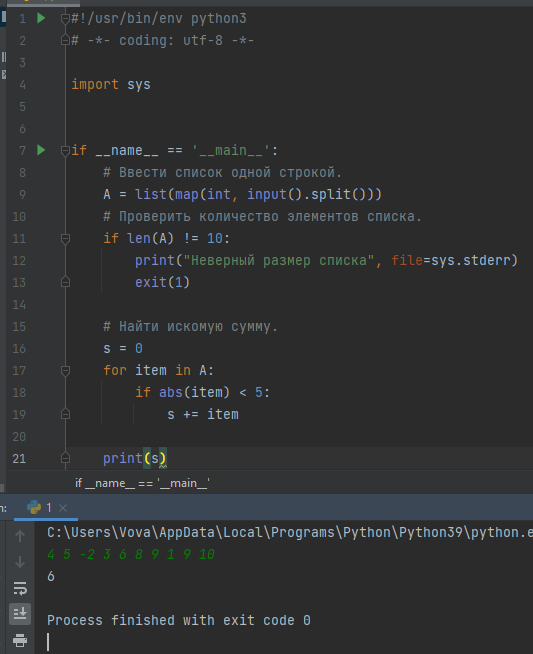 1 #!/usr/bin/env python3
2 # -*- coding: utf-8 -*-
3
4 import sys
5
6
7 if __name__ == '__main__':
8     # Ввести список одной строкой.
9     A = list(map(int, input().split()))
10     # Проверить количество элементов списка.
11     if len(A) != 10:
12         print("Неверный размер списка", file=sys.stderr)
13         exit(1)
14
15     # Найти искомую сумму.
16     s = 0
17     for item in A:
18         if abs(item) < 5:
19             s += item
20
21     print(s)
if __name__ == '__main__'
1
C:\Users\Vova\AppData\Local\Programs\Python\Python39\python.e
4 5 -2 3 6 8 9 1 9 10
6
Process finished with exit code 0